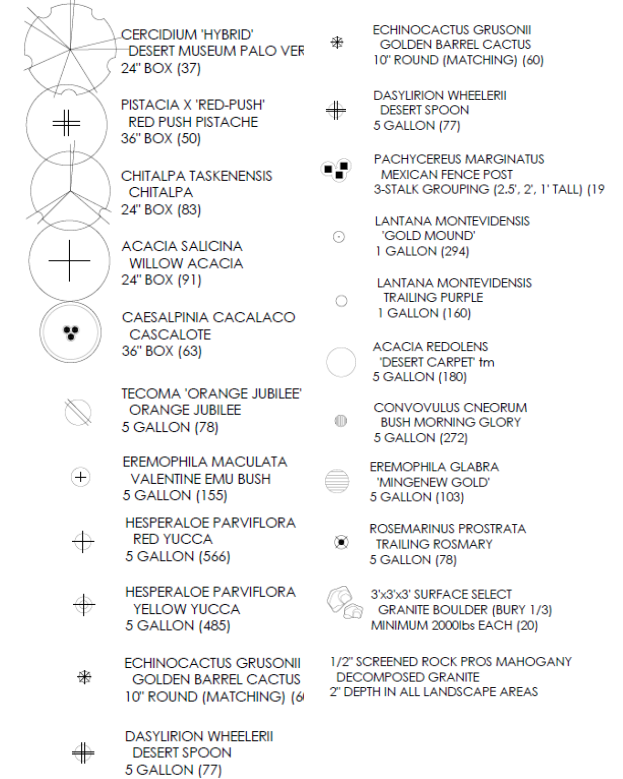 CERCIDIUM 'HYBRID'
DESERT MUSEUM PALO VER
24" BOX (37)
PISTACIA X 'RED-PUSH'
RED PUSH PISTACHE
36" BOX (50)
CHITALPA TASKENENSIS
CHITALPA
24" BOX (83)
ACACIA SALICINA
WILLOW ACACIA
24" BOX (91)
CAESALPINIA CACALACO
CASCALOTE
36" BOX (63)
TECOMA 'ORANGE JUBILEE'
ORANGE JUBILEE
5 GALLON (78)
EREMOPHILA MACULATA
VALENTINE EMU BUSH
5 GALLON (155)
HESPERALOE PARVIFLORA
RED YUCCA
5 GALLON (566)
HESPERALOE PARVIFLORA
YELLOW YUCCA
5 GALLON (485)
ECHINOCACTUS GRUSONII
GOLDEN BARREL CACTUS
10" ROUND (MATCHING) (6
DASYLIRION WHEELERII
DESERT SPOON
5 GALLON (77)
ECHINOCACTUS GRUSONII
GOLDEN BARREL CACTUS
10" ROUND (MATCHING) (60)
DASYLIRION WHEELERII
DESERT SPOON
5 GALLON (77)
PACHYCEREUS MARGINATUS
MEXICAN FENCE POST
3-STALK GROUPING (2.5', 2', 1' TALL) (19
LANTANA MONTEVIDENSIS
'GOLD MOUND'
1 GALLON (294)
LANTANA MONTEVIDENSIS
TRAILING PURPLE
1 GALLON (160)
ACACIA REDOLENS
'DESERT CARPET' tm
5 GALLON (180)
CONVOVULUS CNEORUM
BUSH MORNING GLORY
5 GALLON (272)
EREMOPHILA GLABRA
'MINGENEW GOLD'
5 GALLON (103)
ROSEMARINUS PROSTRATA
TRAILING ROSMARY
5 GALLON (78)
3'x3'x3' SURFACE SELECT
GRANITE BOULDER (BURY 1/3)
MINIMUM 2000lbs EACH (20)
1/2" SCREENED ROCK PROS MAHOGANY
DECOMPOSED GRANITE
2" DEPTH IN ALL LANDSCAPE AREAS